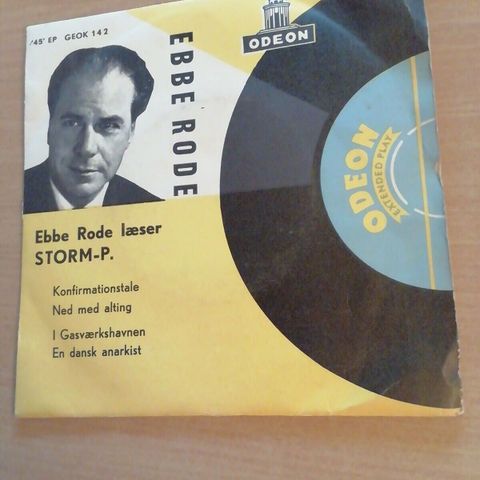 '45' EP GEOK 142
ODEON
EBBE RODE
Ebbe Rode læser
STORM-P.
Konfirmationstale
Ned med alting
I Gasværkshavnen
En dansk anarkist
ODEON
EXTENDED PLAY